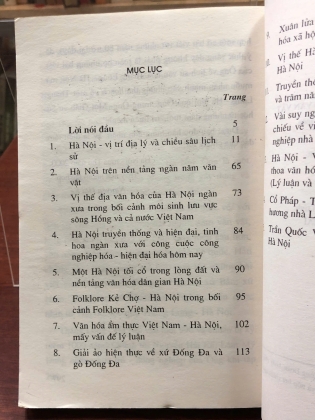 MỤC LỤC
Trang
Lời nói đầu 5
1. Hà Nội - vị trí địa lý và chiều sâu lịch 11
sử
2. Hà Nội trên nền tảng ngàn năm văn 65
vật
3. Vị thế địa văn hóa của Hà Nội ngàn 73
xưa trong bối cảnh môi sinh lưu vực
sông Hồng và cả nước Việt Nam
4. Hà Nội truyền thống và hiện đại, tinh 84
hoa ngàn xưa với công cuộc công
nghiệp hóa - hiện đại hóa hôm nay
5. Một Hà Nội tối cổ trong lòng đất và 90
nền tảng văn hóa dân gian Hà Nội
6. Folklore Kẻ Chợ - Hà Nội trong bối 95
cảnh Folklore Việt Nam
7. Văn hóa ẩm thực Việt Nam - Hà Nội, 102
mấy vấn đề lý luận
8. Giải ảo hiện thực về xứ Đống Đa và 113
gò Đống Đa
Xuân lửa
hóa xã hộ
Vị thế Hà
Hà Nội
Truyền thố
và trăm nă
Vài suy ng
chiếu về vị
nghiệp nhà
Hà Nội - V
thoa văn hó
(Lý luận và
Cổ Pháp - T
hương nhà L
Trần Quốc V
Hà Nội